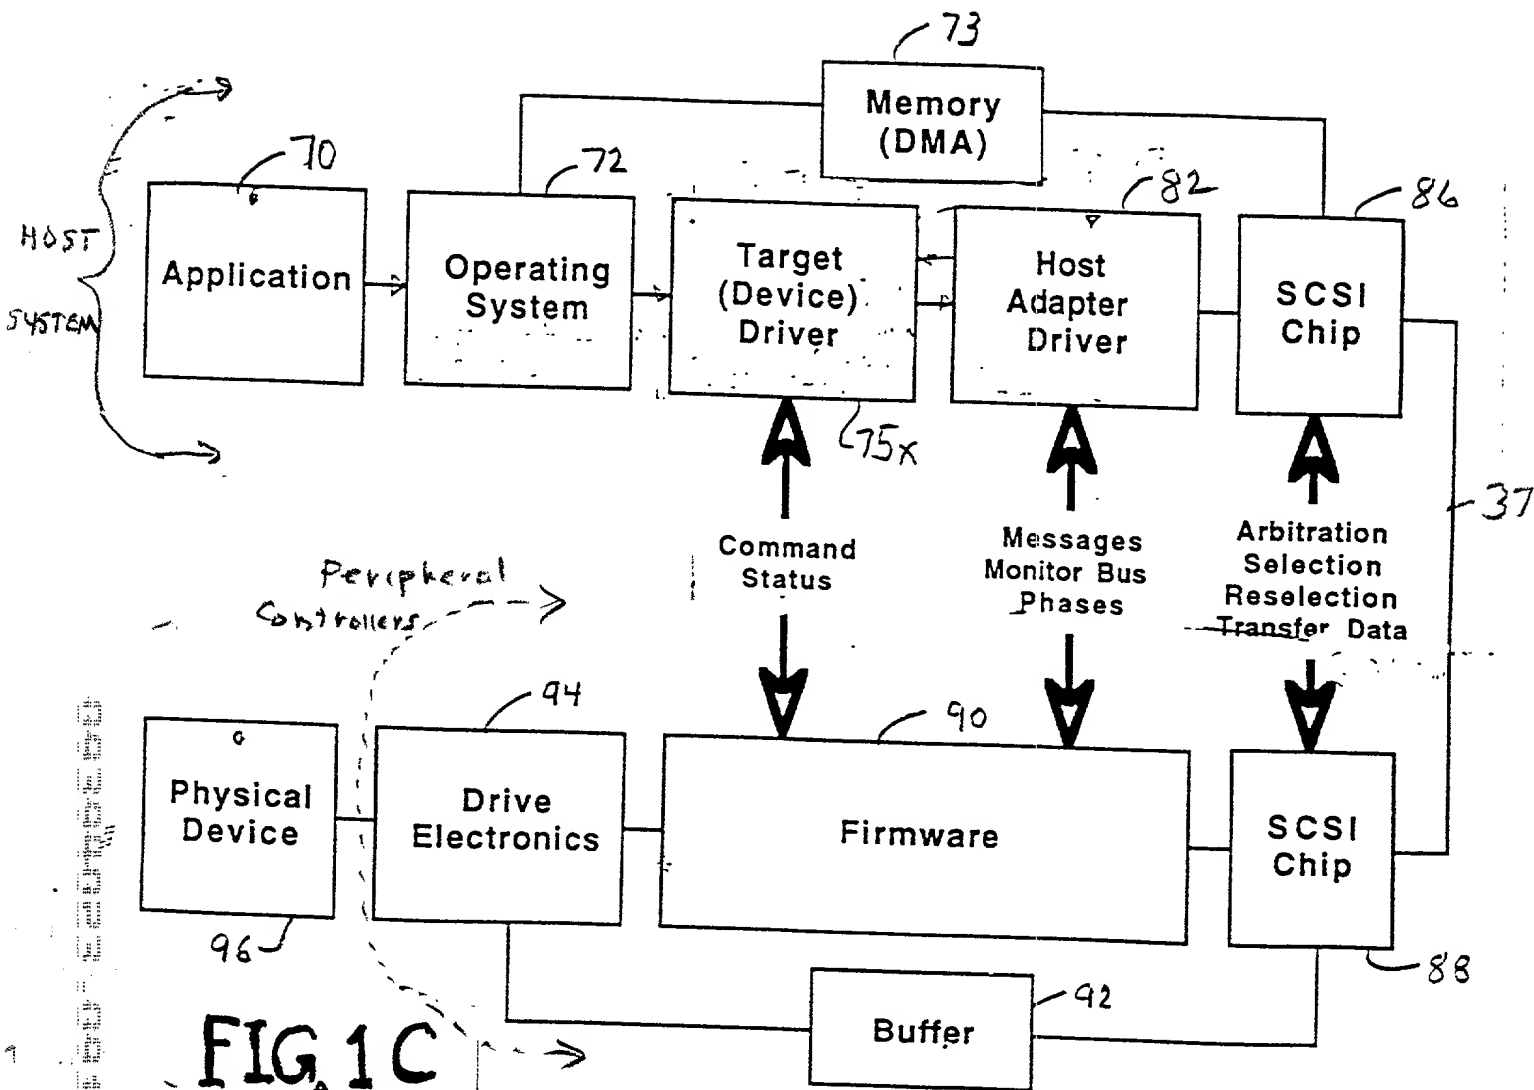 73
Memory
(DMA)
70
72
82
86
HOST
SYSTEM
Application
Operating
System
Target
(Device)
Driver
Host
Adapter
Driver
SCSI
Chip
75x
37
Command
Status
Messages
Monitor Bus
Phases
Arbitration
Selection
Reselection
Transfer Data
Peripheral
Controllers
94
90
Physical
Device
Drive
Electronics
Firmware
SCSI
Chip
96
88
92
Buffer
FIG. 1C